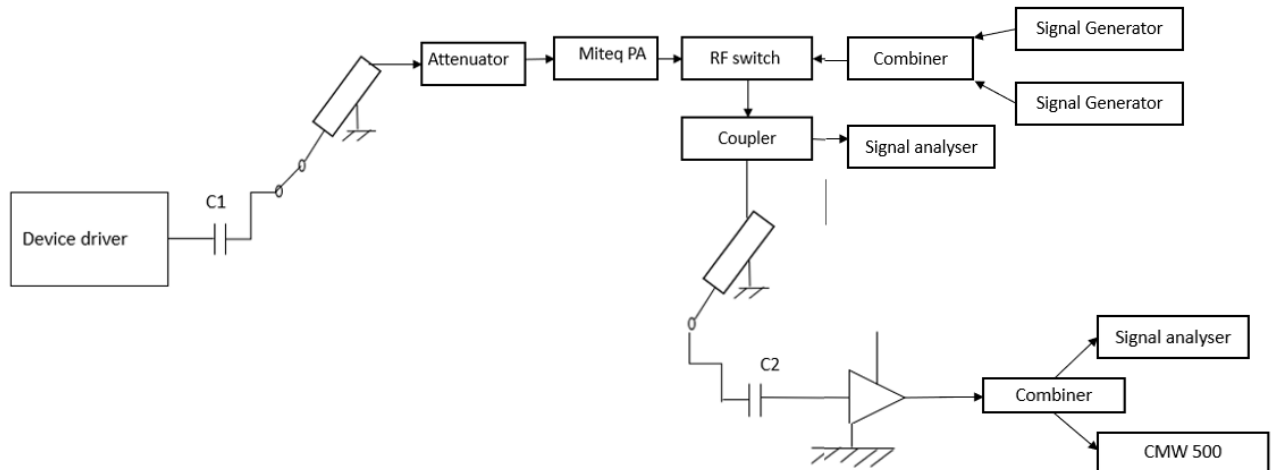 Signal Generator
Attenuator
Miteq PA
RF switch
Combiner
Signal Generator
Coupler
Signal analyser
C1
Device driver
Signal analyser
C2
Combiner
CMW 500